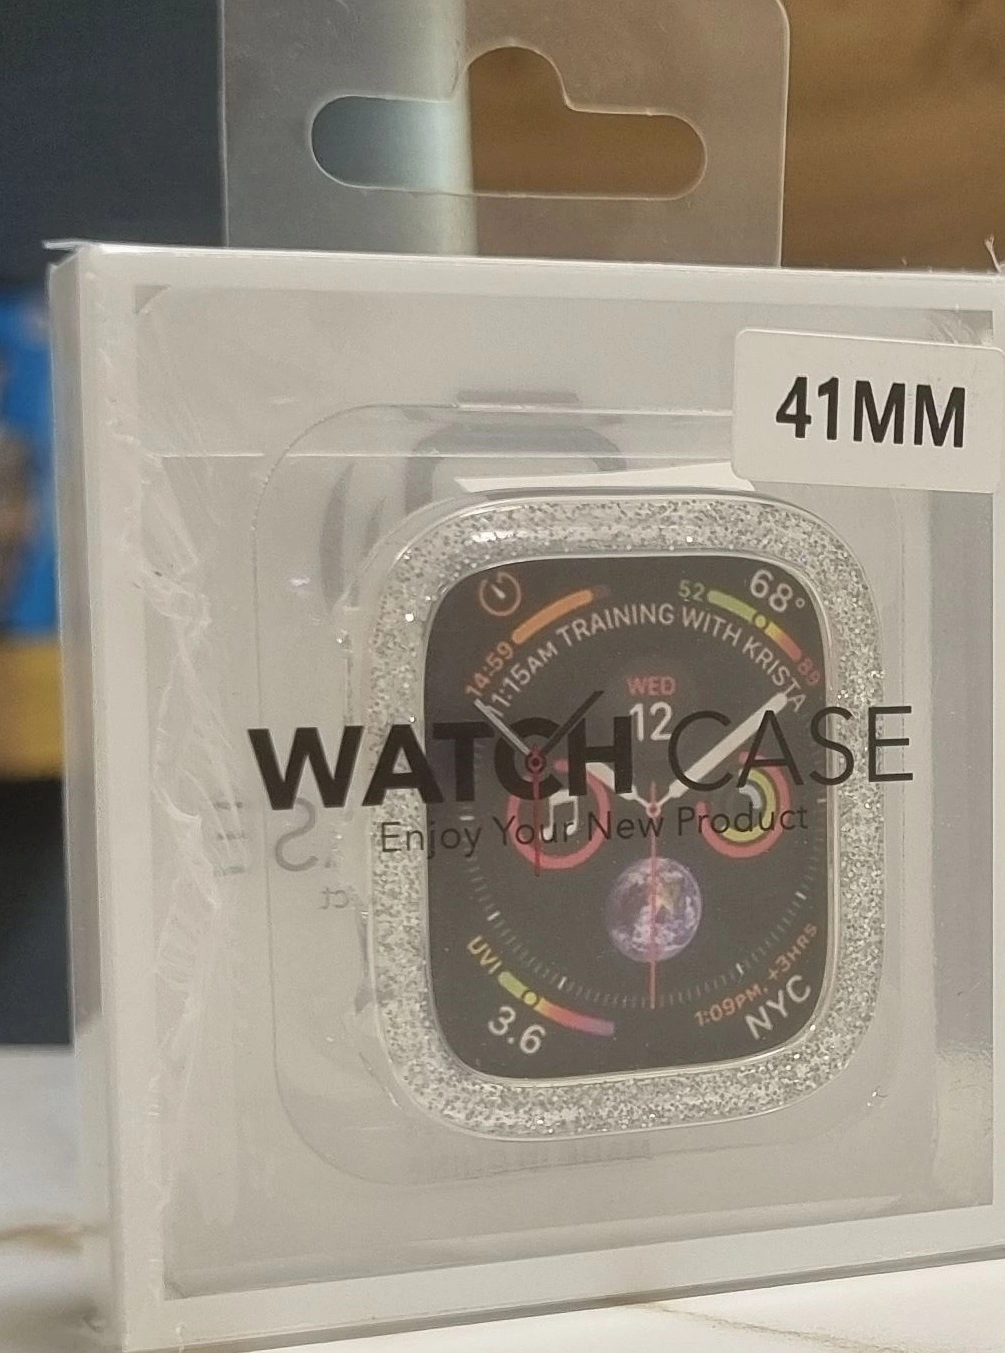 41MM
52
68°
89
14:59
1:15AM TRAINING WITH KRISTA
WED
12
WATCH CASE
Enjoy Your New Product
UVI
3.6
1:09PM, +3HRS
NYC